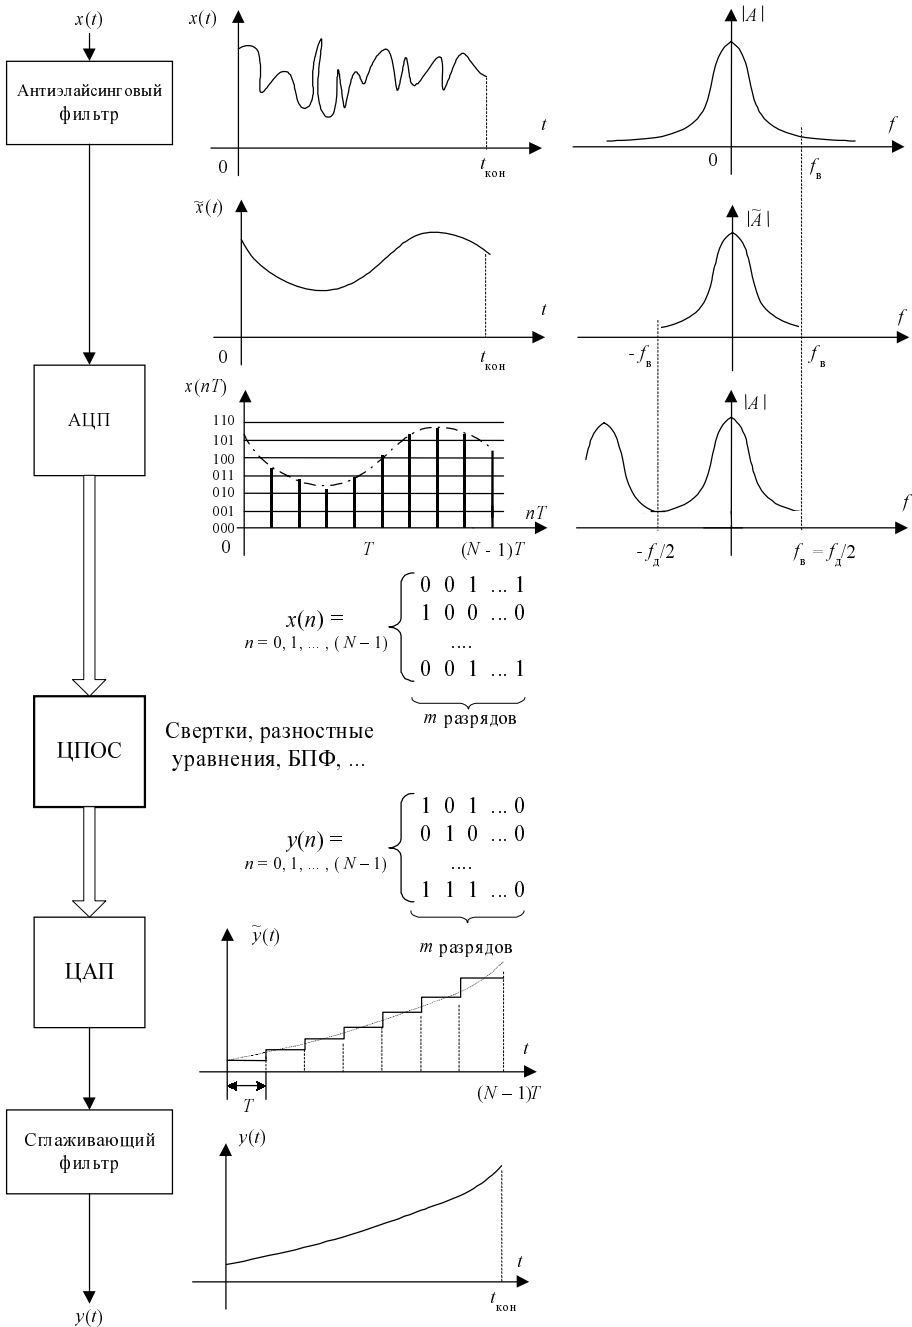 x(t)
Антиэлайсинговый
фильтр
x(t)
t
0
tкон
|A|
f
0
fв
x̃(t)
t
0
tкон
|Ã|
f
- fв
fв
АЦП
x(nT)
110
101
100
011
010
001
000
nT
0
T
(N - 1)T
|A|
f
- fд/2
fв = fд/2
x(n) =
n = 0, 1, ... , (N – 1)
0 0 1 ... 1
1 0 0 ... 0
....
0 0 1 ... 1
m разрядов
ЦПОС
Свертки, разностные
уравнения, БПФ, ...
y(n) =
n = 0, 1, ... , (N – 1)
1 0 1 ... 0
0 1 0 ... 0
....
1 1 1 ... 0
m разрядов
ЦАП
ỹ(t)
t
T
(N – 1)T
Сглаживающий
фильтр
y(t)
t
tкон
y(t)